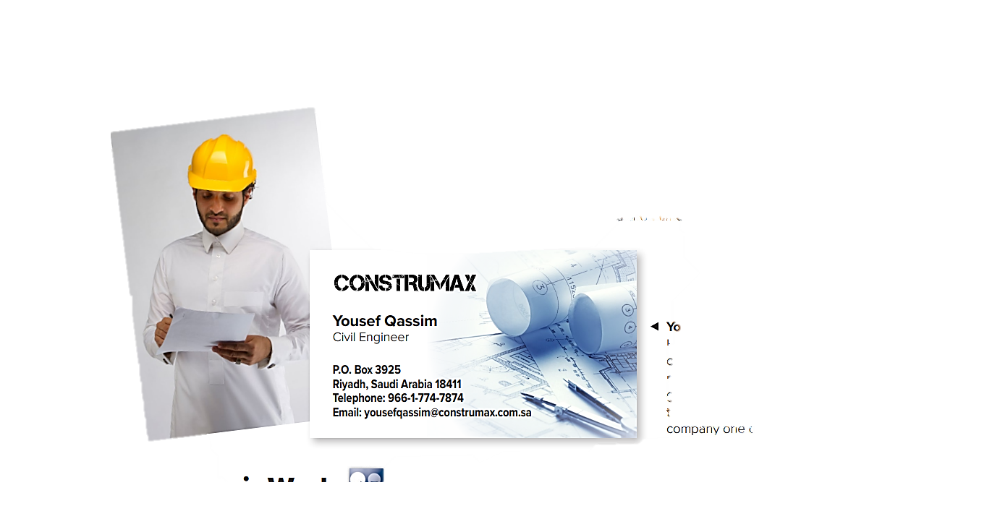 CONSTRUMAX
Yousef Qassim
Civil Engineer
P.O. Box 3925
Riyadh, Saudi Arabia 18411
Telephone: 966-1-774-7874
Email: yousefqassim@construmax.com.sa
company one